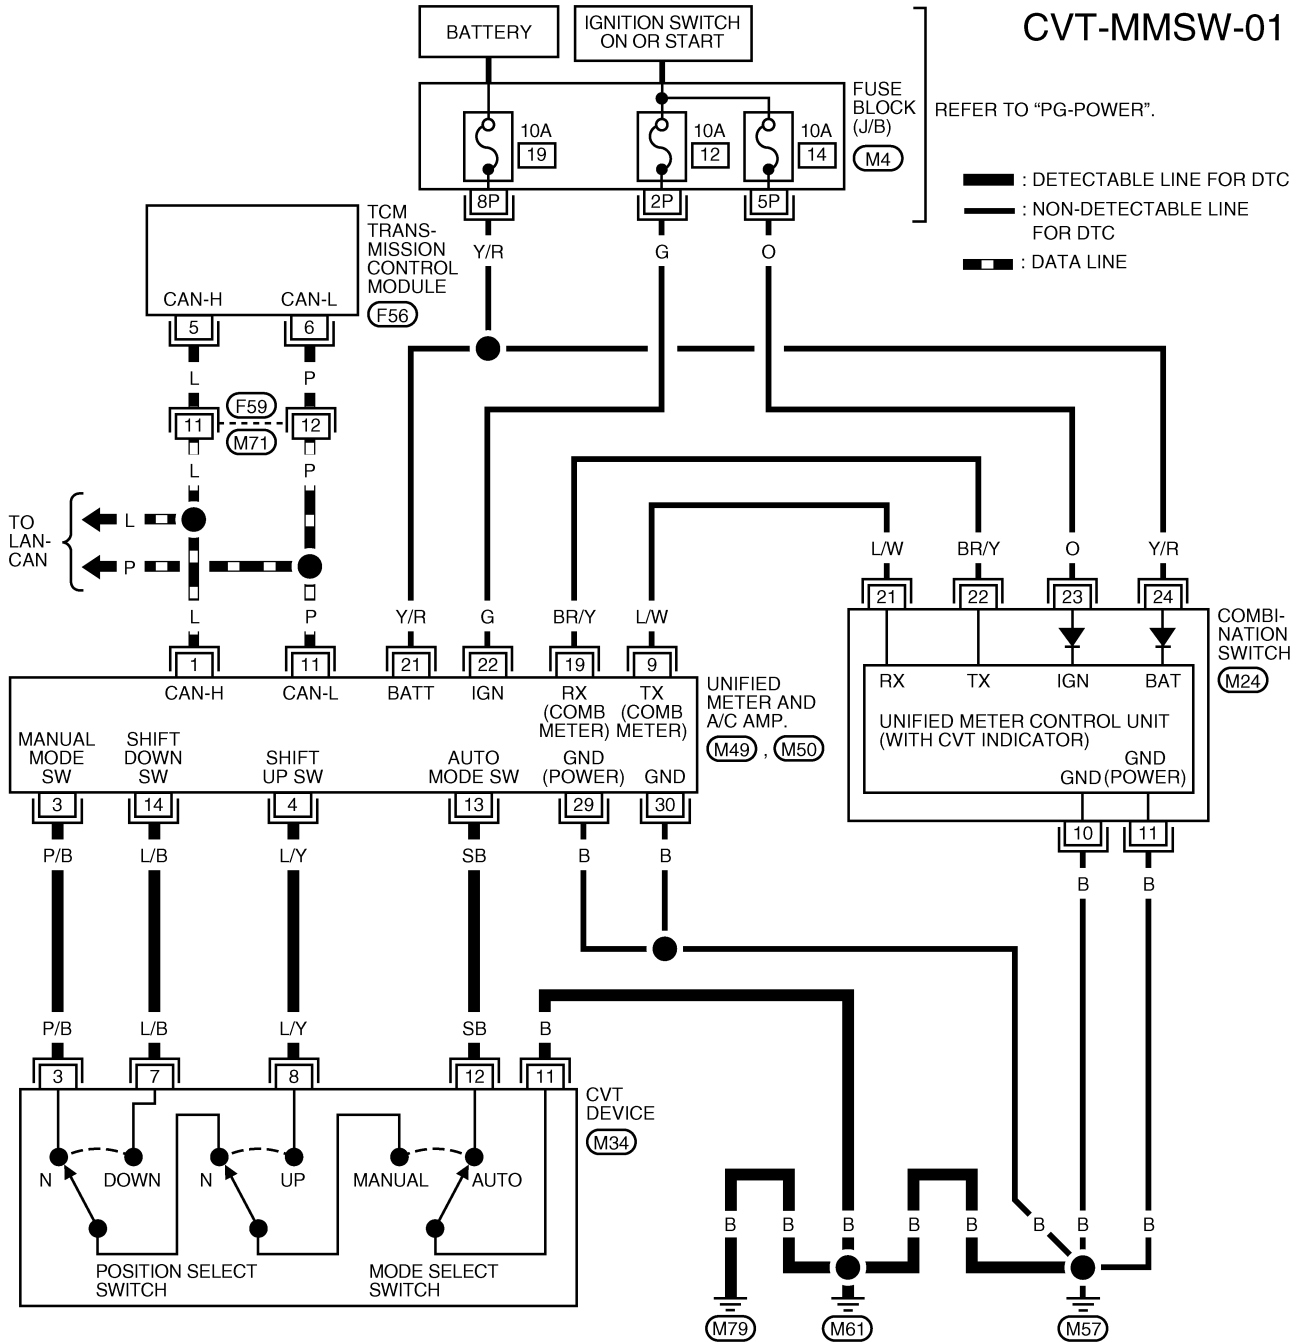 CVT-MMSW-01
BATTERY
IGNITION SWITCH
ON OR START
FUSE
BLOCK
(J/B)
M4
REFER TO “PG-POWER”.
10A
19
10A
12
10A
14
8P
2P
5P
: DETECTABLE LINE FOR DTC
: NON-DETECTABLE LINE
FOR DTC
: DATA LINE
TCM
TRANS-
MISSION
CONTROL
MODULE
F56
CAN-H
CAN-L
5
6
Y/R
G
O
L
P
F59
11
12
M71
L
P
TO
LAN-
CAN
L
P
L/W
BR/Y
O
Y/R
21
22
23
24
COMBI-
NATION
SWITCH
M24
RX
TX
IGN
BAT
UNIFIED METER CONTROL UNIT
(WITH CVT INDICATOR)
GND
GND
(POWER)
10
11
B
B
L
P
Y/R
G
BR/Y
L/W
1
11
21
22
19
9
CAN-H
CAN-L
BATT
IGN
RX
(COMB
METER)
TX
(COMB
METER)
UNIFIED
METER AND
A/C AMP.
M49 , M50
MANUAL
MODE
SW
SHIFT
DOWN
SW
SHIFT
UP SW
AUTO
MODE SW
GND
(POWER)
GND
3
14
4
13
29
30
P/B
L/B
L/Y
SB
B
B
P/B
L/B
L/Y
SB
B
3
7
8
12
11
CVT
DEVICE
M34
N
DOWN
N
UP
MANUAL
AUTO
POSITION SELECT
SWITCH
MODE SELECT
SWITCH
B
B
B
B
B
B
B
B
M79
M61
M57